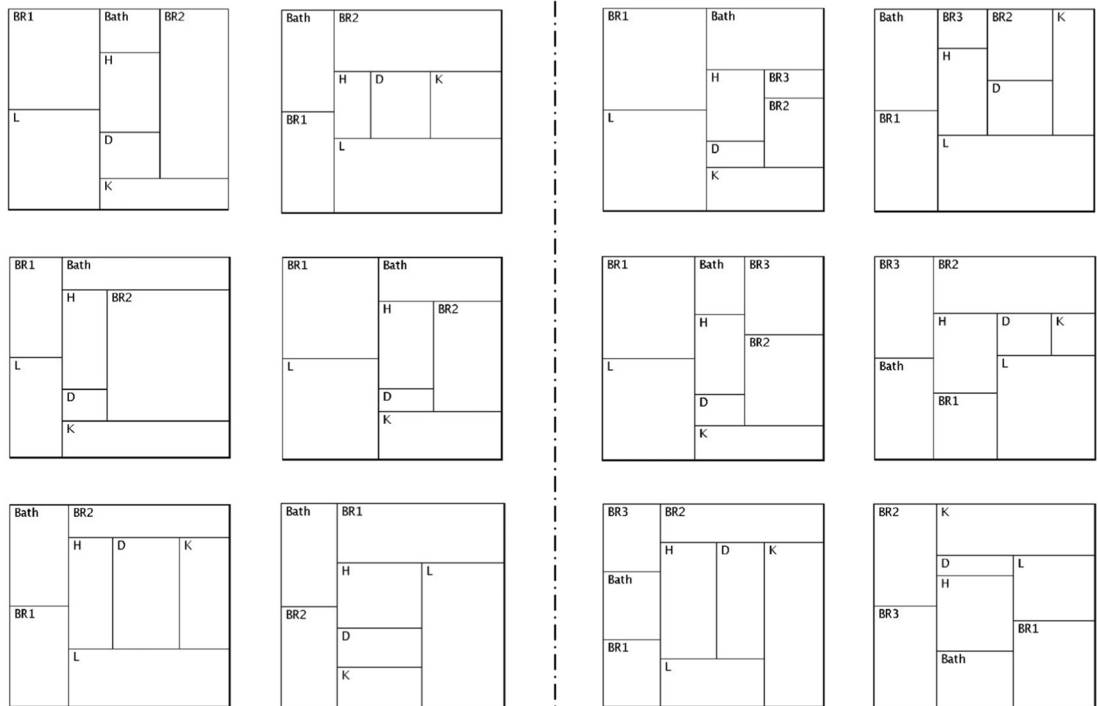 BR1 Bath BR2
H
L
D
K
Bath BR2
H D K
BR1
L
BR1 Bath
H BR3
BR2
L
D
K
Bath BR3 BR2 K
H
D
BR1
L
BR1 Bath
H BR2
L
D
K
BR1 Bath
H BR2
L
D
K
BR1 Bath BR3
H
BR2
L
D
K
BR3 BR2
H D K
Bath L
BR1
Bath BR2
H D K
BR1
L
Bath BR1
H L
BR2
D
K
BR3 BR2
H D K
Bath
BR1
L
BR2 K
D L
H
BR3
BR1
Bath